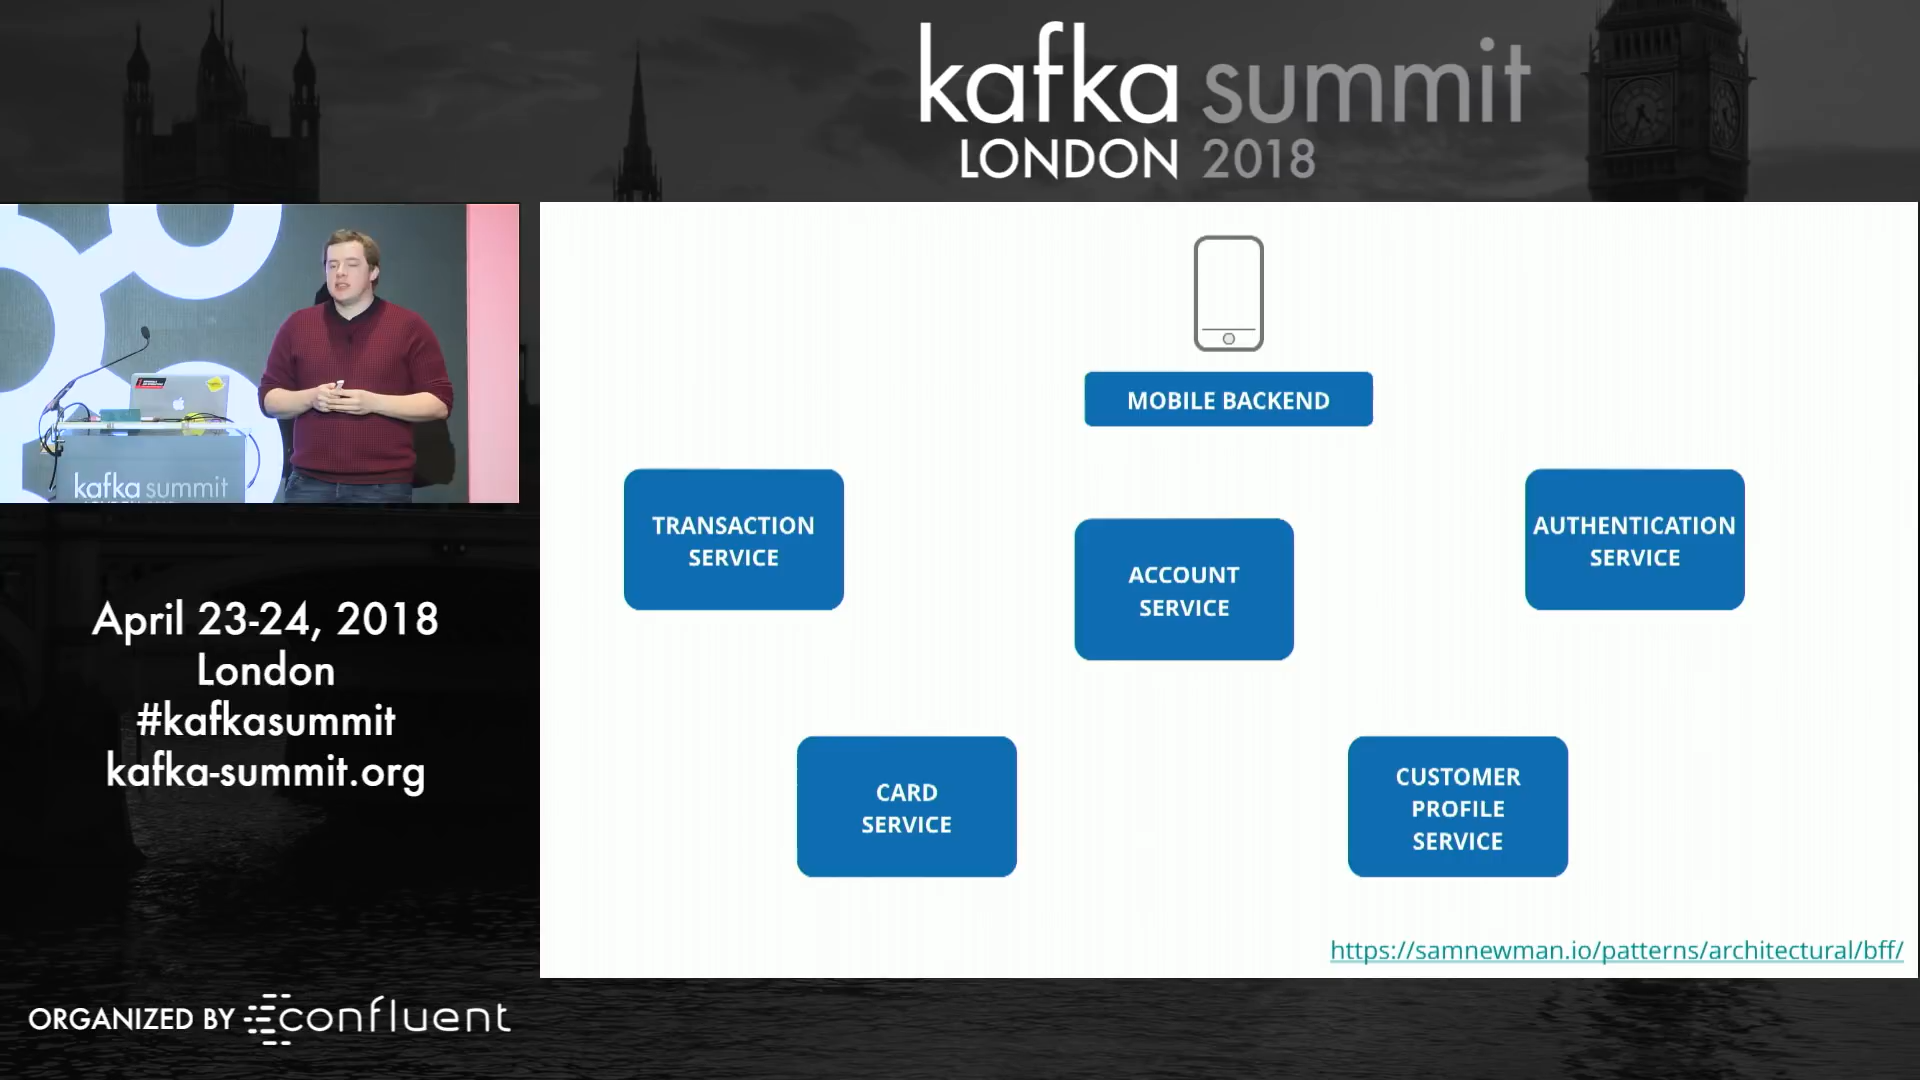 kafka summit
LONDON 2018
kafka summit
April 23-24, 2018
London
#kafkasummit
kafka-summit.org
ORGANIZED BY confluent
MOBILE BACKEND
TRANSACTION
SERVICE
ACCOUNT
SERVICE
AUTHENTICATION
SERVICE
CARD
SERVICE
CUSTOMER
PROFILE
SERVICE
https://samnewman.io/patterns/architectural/bff/